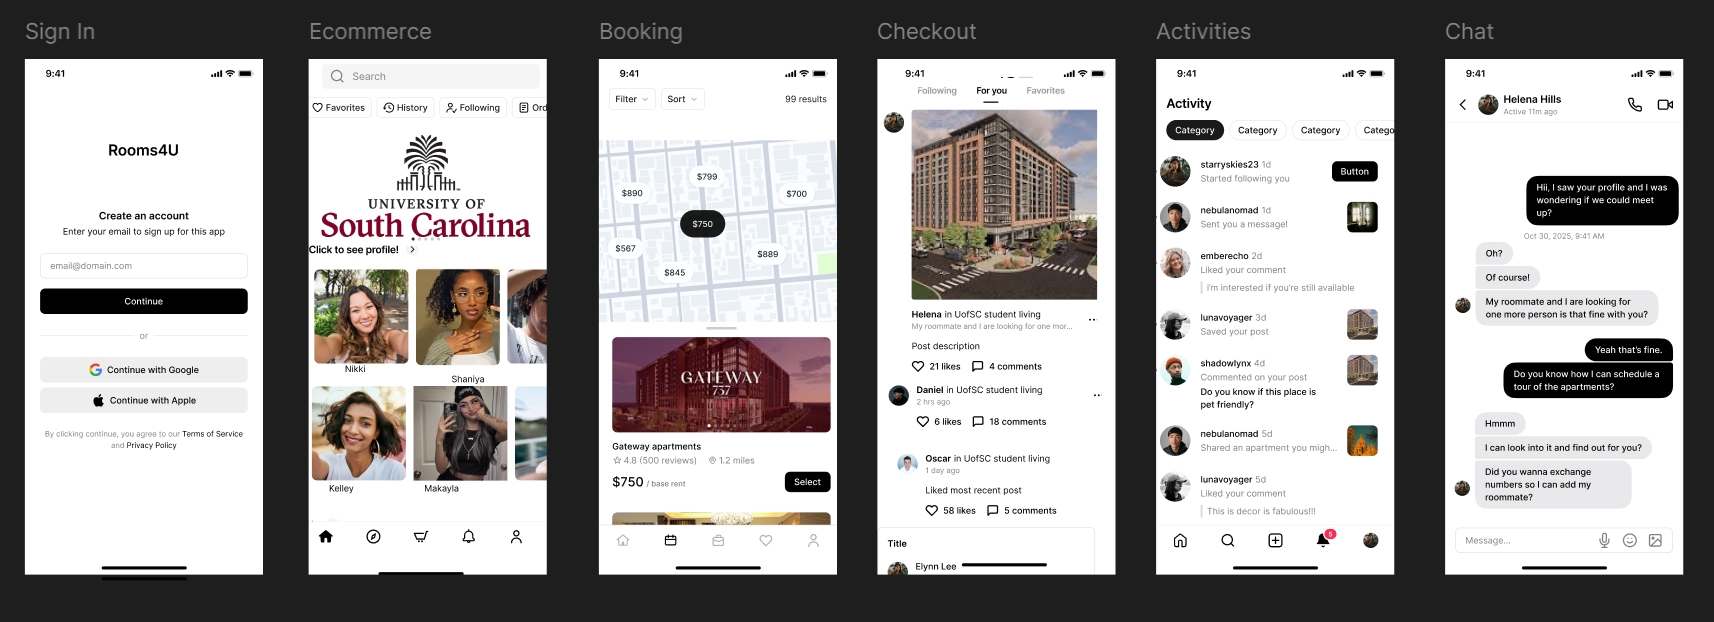 Sign In
9:41
Rooms4U
Create an account
Enter your email to sign up for this app
email@domain.com
Continue
or
Continue with Google
Continue with Apple
By clicking continue, you agree to our Terms of Service
and Privacy Policy
Ecommerce
Search
Favorites
History
Following
Ord
UNIVERSITY OF
South Carolina
Click to see profile!
Nikki
Shaniya
Kelley
Makayla
Booking
9:41
Filter
Sort
99 results
$799
$890
$700
$750
$567
$889
$845
GATEWAY
737
Gateway apartments
4.8 (500 reviews)
1.2 miles
$750 / base rent
Select
Checkout
9:41
Following
For you
Favorites
Helena in UofSC student living
My roommate and I are looking for one mor...
Post description
21 likes
4 comments
Daniel in UofSC student living
2 hrs ago
6 likes
18 comments
Oscar in UofSC student living
1 day ago
Liked most recent post
58 likes
5 comments
Title
Elynn Lee
Activities
9:41
Activity
Category
Category
Category
Catego
starryskies23 1d
Started following you
Button
nebulanomad 1d
Sent you a message!
emberecho 2d
Liked your comment
i'm interested if you're still available
lunavoyager 3d
Saved your post
shadowlynx 4d
Commented on your post
Do you know if this place is
pet friendly?
nebulanomad 5d
Shared an apartment you migh...
lunavoyager 5d
Liked your comment
This is decor is fabulous!!!
5
Chat
9:41
Helena Hills
Active 11m ago
Hii, I saw your profile and I was
wondering if we could meet
up?
Oct 30, 2025, 9:41 AM
Oh?
Of course!
My roommate and I are looking for
one more person is that fine with you?
Yeah that's fine.
Do you know how I can schedule a
tour of the apartments?
Hmmm
I can look into it and find out for you?
Did you wanna exchange
numbers so I can add my
roommate?
Message...